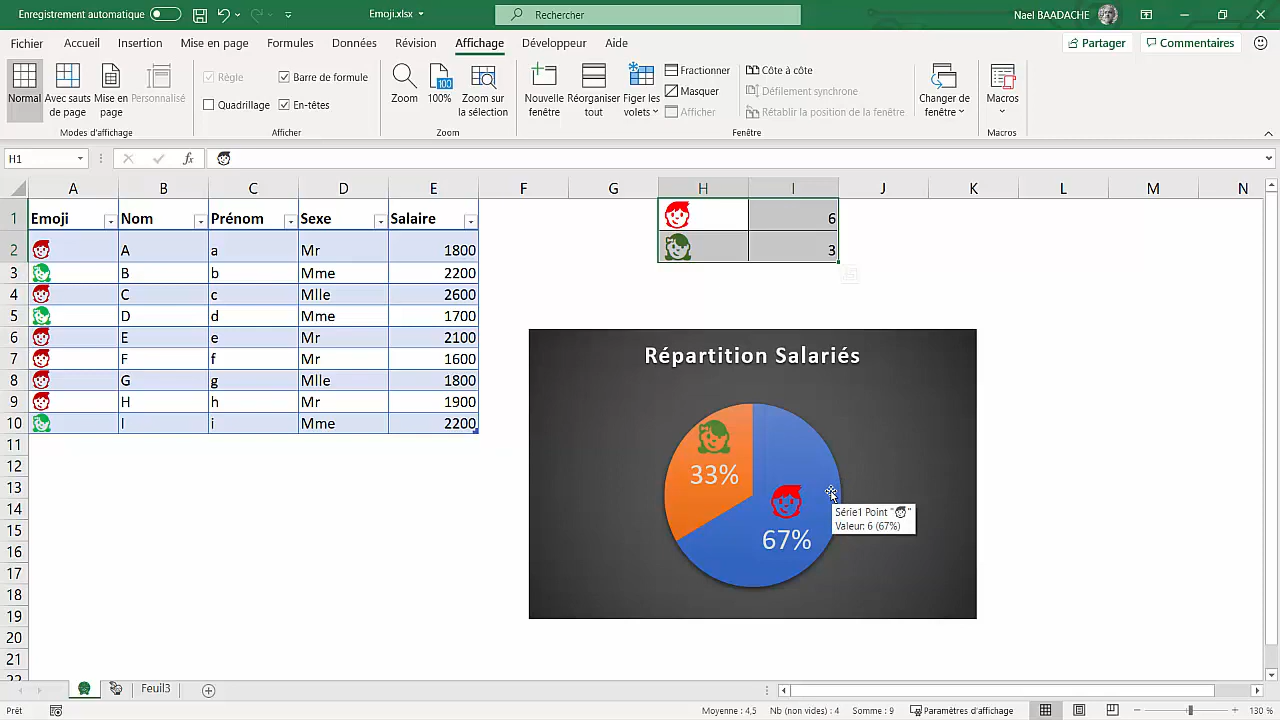 Enregistrement automatique
Emoji.xlsx
Rechercher
Nael BAADACHE
Fichier Accueil Insertion Mise en page Formules Données Révision Affichage Développeur Aide
Partager
Commentaires
Normal
Avec sauts de page
Mise en page
Personnalisé
Modes d'affichage
Règle
Barre de formule
Quadrillage
En-têtes
Afficher
Zoom
100
100%
Zoom sur la sélection
Zoom
Nouvelle fenêtre
Réorganiser tout
Figer les volets
Fractionner
Masquer
Afficher
Côte à côte
Défilement synchrone
Rétablir la position de la fenêtre
Changer de fenêtre
Fenêtre
Macros
Macros
H1
fx
A B C D E F G H I J K L M N
1 Emoji Nom Prénom Sexe Salaire 6
2 A a Mr 1800 3
3 B b Mme 2200
4 C c Mlle 2600
5 D d Mme 1700
6 E e Mr 2100
7 F f Mr 1600
8 G g Mlle 1800
9 H h Mr 1900
10 I i Mme 2200
11
12
13
14
15
16
17
18
19
20
21
Répartition Salariés
33%
67%
Série1 Point " "
Valeur: 6 (67%)
Feuil3
Prêt
Moyenne : 4,5 Nb (non vides) : 4 Somme : 9 Paramètres d'affichage 130 %